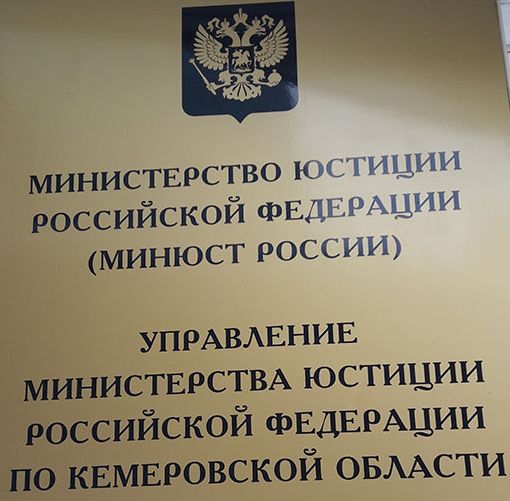 МИНИСТЕРСТВО ЮСТИЦИИ
РОССИЙСКОЙ ФЕДЕРАЦИИ
(МИНЮСТ РОССИИ)
УПРАВЛЕНИЕ
МИНИСТЕРСТВА ЮСТИЦИИ
РОССИЙСКОЙ ФЕДЕРАЦИИ
ПО КЕМЕРОВСКОЙ ОБЛАСТИ